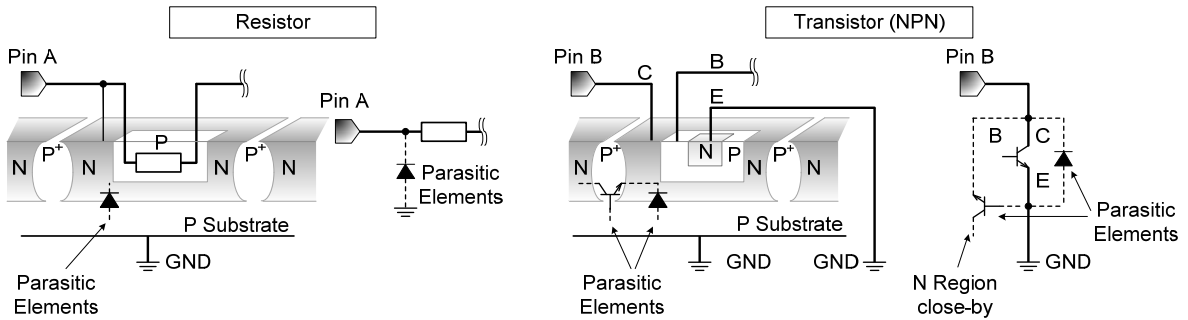 Resistor
Pin A
N
P+
N
P
N
P+
N
P Substrate
GND
Parasitic
Elements
Pin A
Parasitic
Elements
Transistor (NPN)
Pin B
C
B
E
N
P+
N
N
P
P+
N
P Substrate
GND
GND
Parasitic
Elements
Pin B
B
C
E
Parasitic
Elements
GND
N Region
close-by